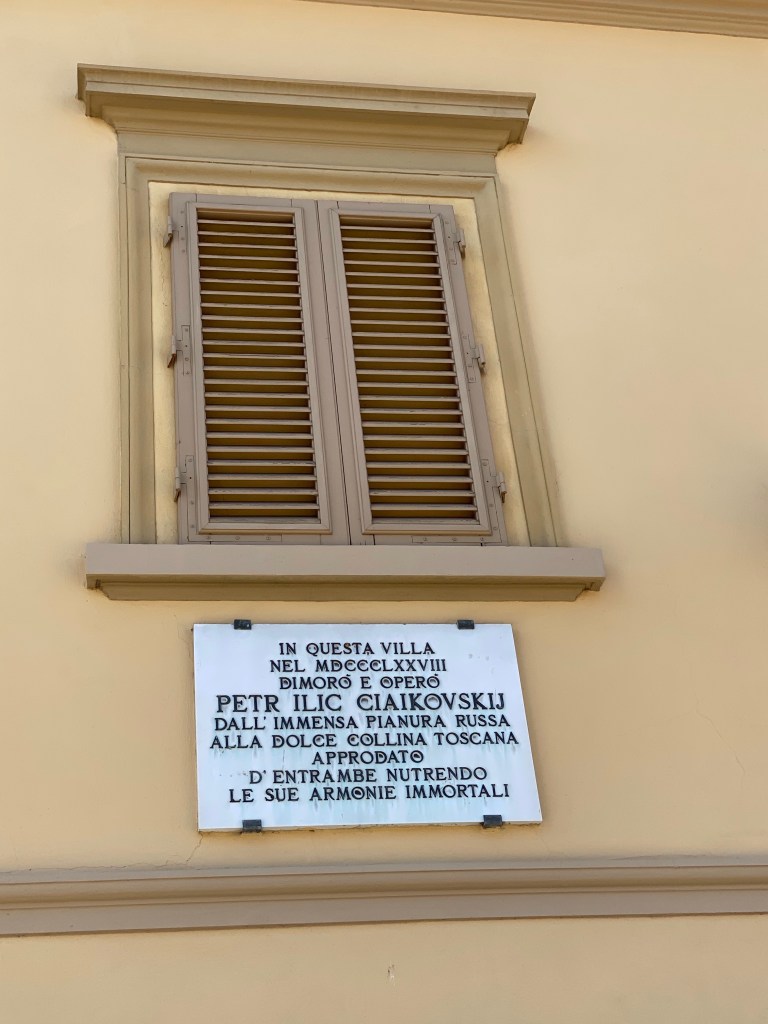 IN QUESTA VILLA
NEL MDCCCLXXVIII
DIMORÒ E OPERÒ
PETR ILIC CIAIKOVSKIJ
DALL' IMMENSA PIANURA RUSSA
ALLA DOLCE COLLINA TOSCANA
APPRODATO
D' ENTRAMBE NUTRENDO
LE SUE ARMONIE IMMORTALI